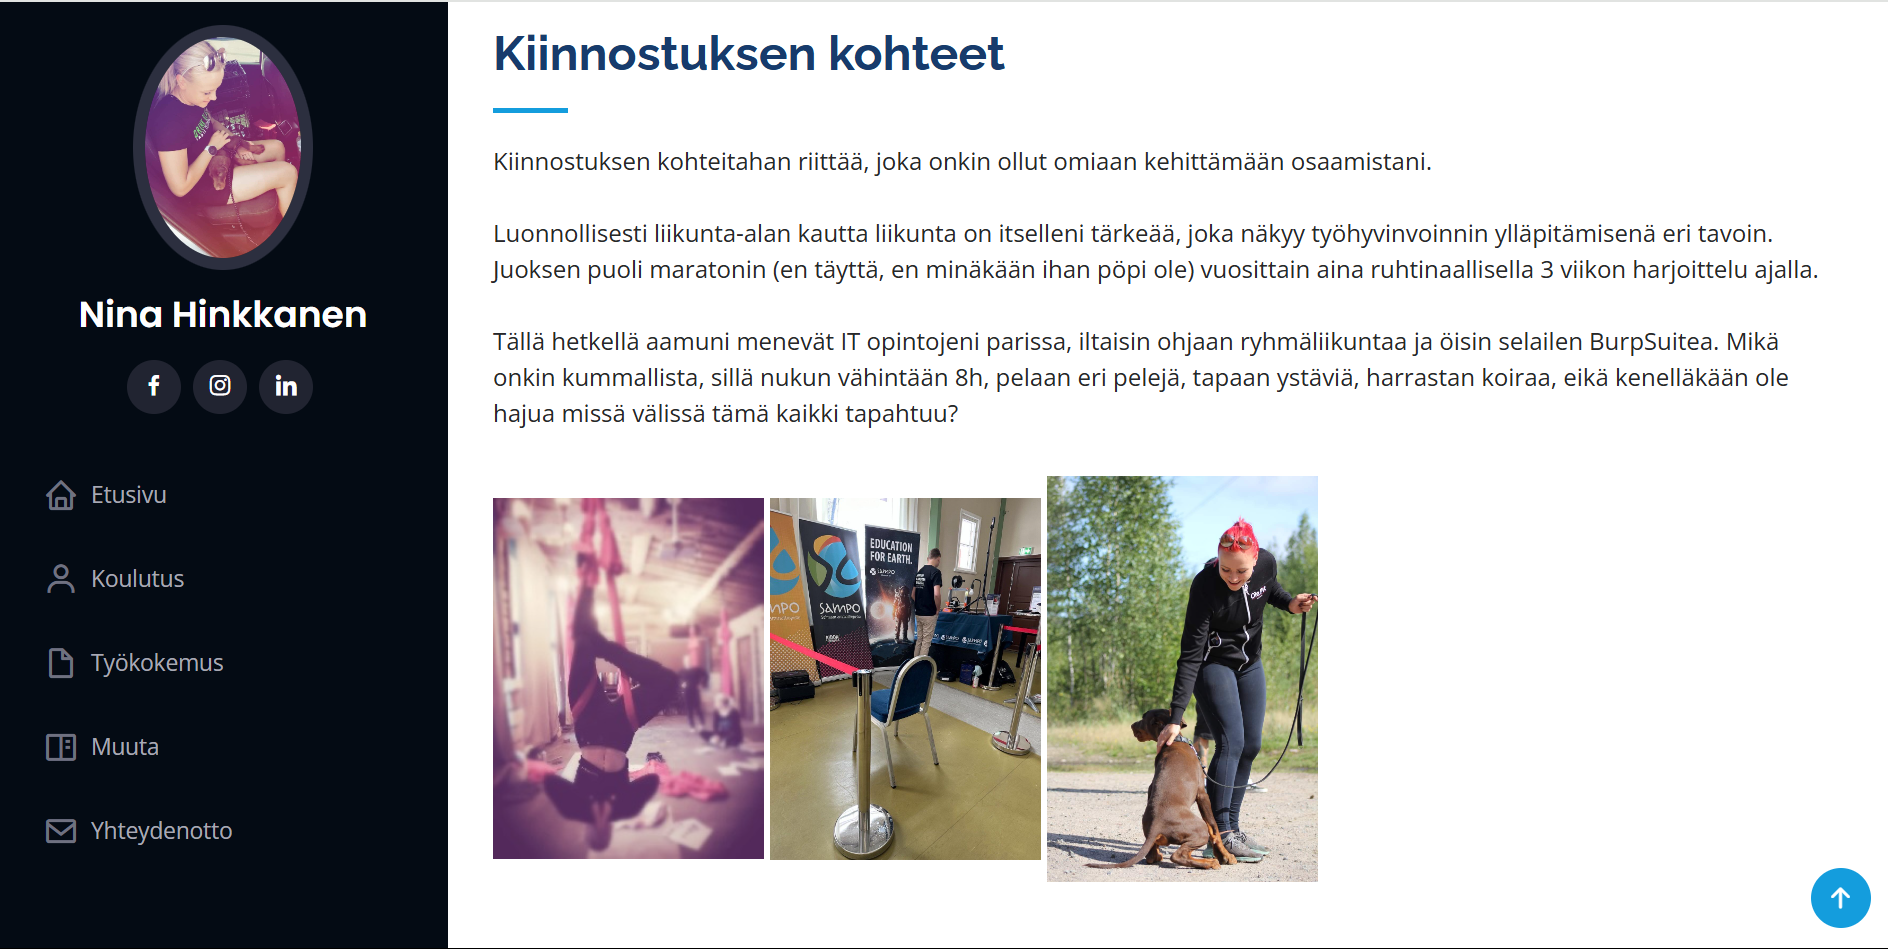 Nina Hinkkanen
Etusivu
Koulutus
Työkokemus
Muuta
Yhteydenotto
Kiinnostuksen kohteet
Kiinnostuksen kohteitahan riittää, joka onkin ollut omiaan kehittämään osaamistani.
Luonnollisesti liikunta-alan kautta liikunta on itselleni tärkeää, joka näkyy työhyvinvoinnin ylläpitämisenä eri tavoin.
Juoksen puoli maratonin (en täyttä, en minäkään ihan pöpi ole) vuosittain aina ruhtinaallisella 3 viikon harjoittelu ajalla.
Tällä hetkellä aamuni menevät IT opintojeni parissa, iltaisin ohjaan ryhmäliikuntaa ja öisin selailen BurpSuitea. Mikä
onkin kummallista, sillä nukun vähintään 8h, pelaan eri pelejä, tapaan ystäviä, harrastan koiraa, eikä kenelläkään ole
hajua missä välissä tämä kaikki tapahtuu?
EDUCATION
FOR EARTH.
SAMPO
SAMPO